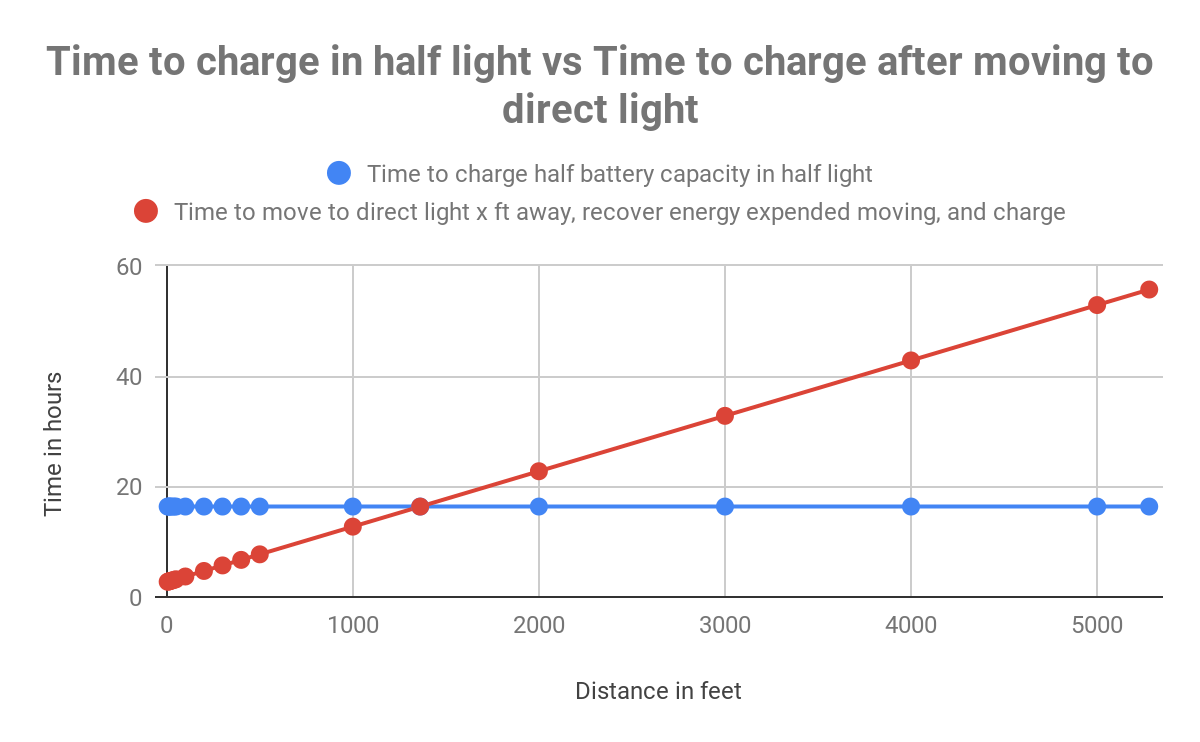 Time to charge in half light vs Time to charge after moving to
direct light
Time to charge half battery capacity in half light
Time to move to direct light x ft away, recover energy expended moving, and charge
60
40
20
0
Time in hours
0 1000 2000 3000 4000 5000
Distance in feet